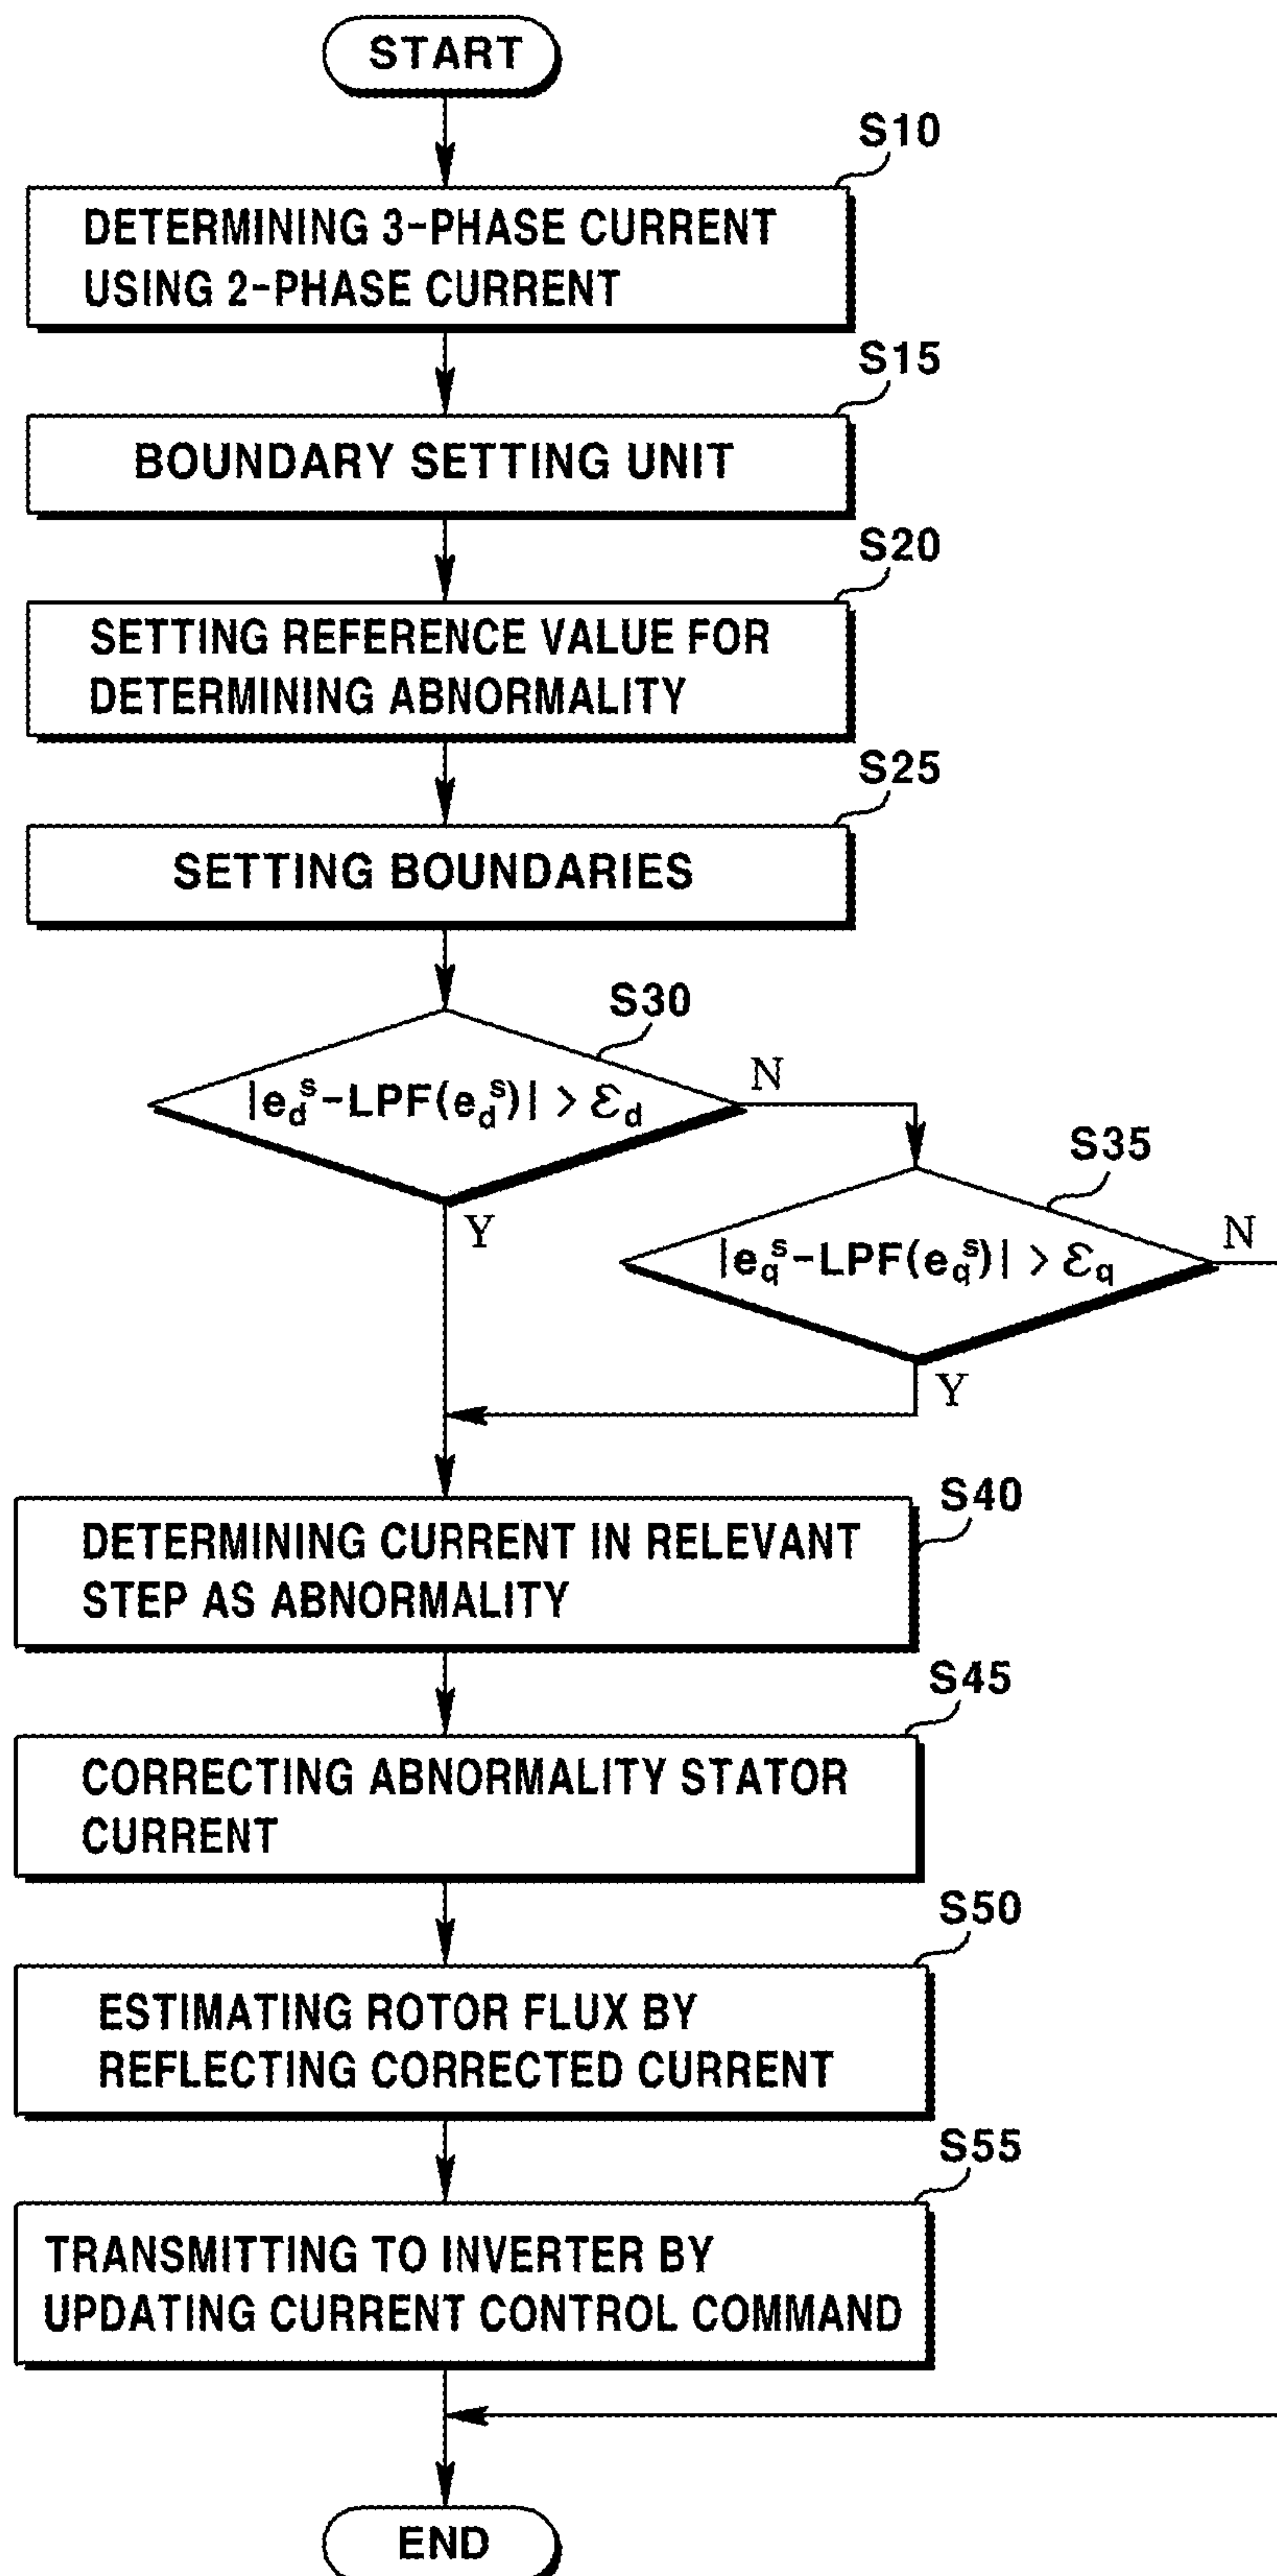 START
S10
DETERMINING 3-PHASE CURRENT
USING 2-PHASE CURRENT
S15
BOUNDARY SETTING UNIT
S20
SETTING REFERENCE VALUE FOR
DETERMINING ABNORMALITY
S25
SETTING BOUNDARIES
S30
|e_d^s-LPF(e_d^s)| > ℰ_d
N
Y
S35
|e_q^s-LPF(e_q^s)| > ℰ_q
N
Y
S40
DETERMINING CURRENT IN RELEVANT
STEP AS ABNORMALITY
S45
CORRECTING ABNORMALITY STATOR
CURRENT
S50
ESTIMATING ROTOR FLUX BY
REFLECTING CORRECTED CURRENT
S55
TRANSMITTING TO INVERTER BY
UPDATING CURRENT CONTROL COMMAND
END